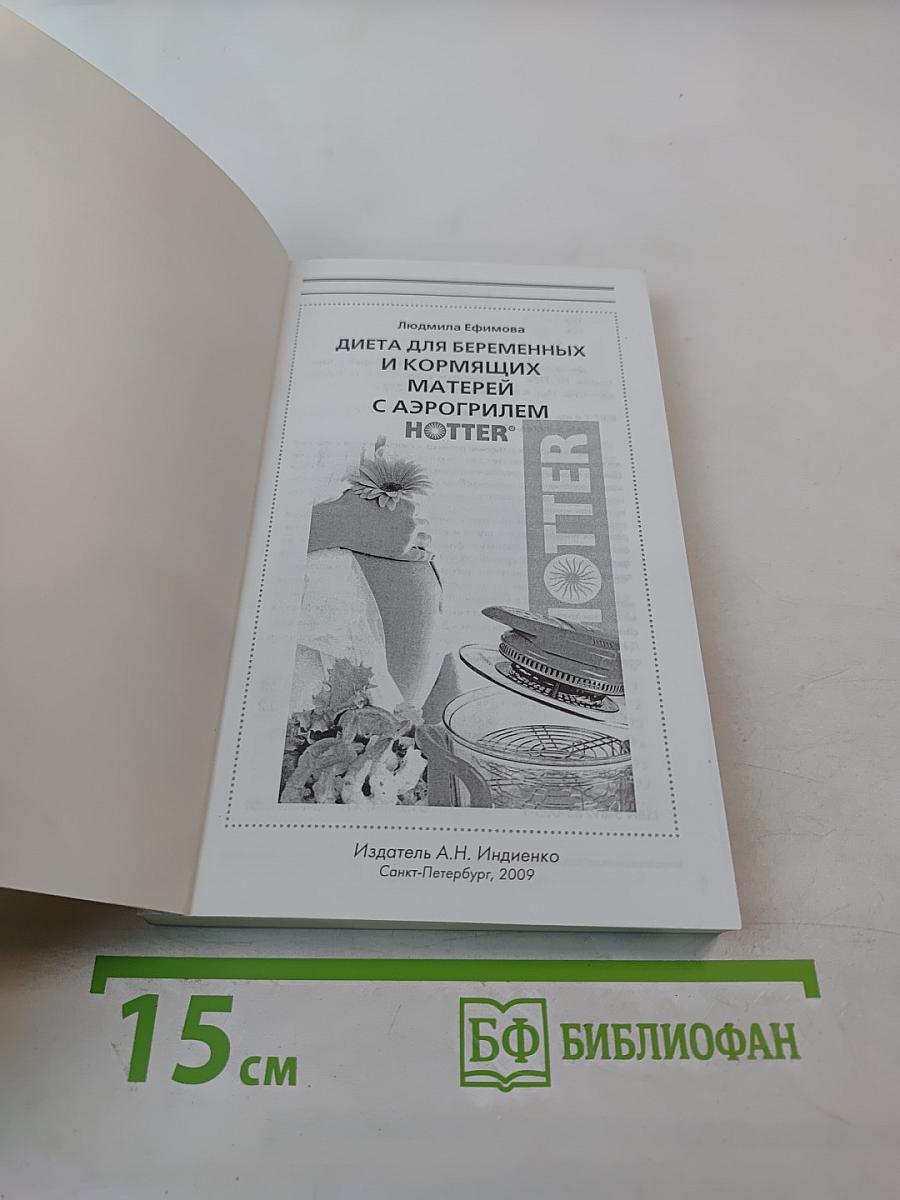 Людмила Ефимова
ДИЕТА ДЛЯ БЕРЕМЕННЫХ
И КОРМЯЩИХ
МАТЕРЕЙ
С АЭРОГРИЛЕМ
HOTTER®
HOTTER
Издатель А.Н. Индиенко
Санкт-Петербург, 2009
15 см
БФ БИБЛИОФАН